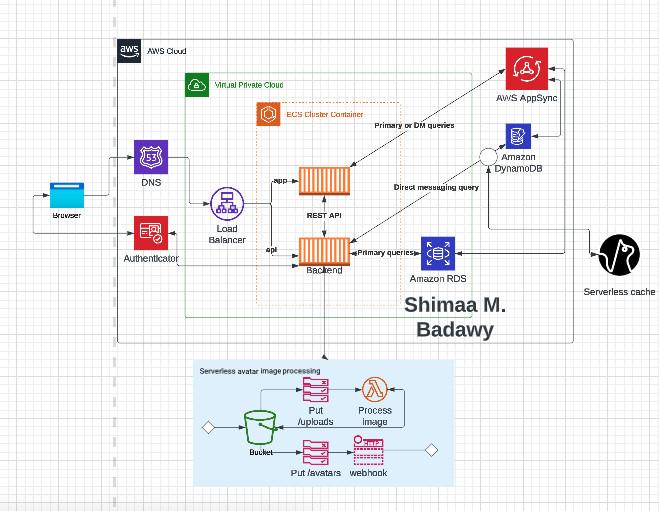 aws
AWS Cloud
Virtual Private Cloud
ECS Cluster Container
AWS AppSync
Primary or DM queries
53
DNS
Amazon
DynamoDB
app
Direct messaging query
Browser
REST API
Load
Balancer
Authenticator
api
Primary queries
Backend
Amazon RDS
Serverless cache
Shimaa M.
Badawy
Serverless avatar image processing
Put
/uploads
Process
image
Bucket
HTTP
Put /avatars
webhook